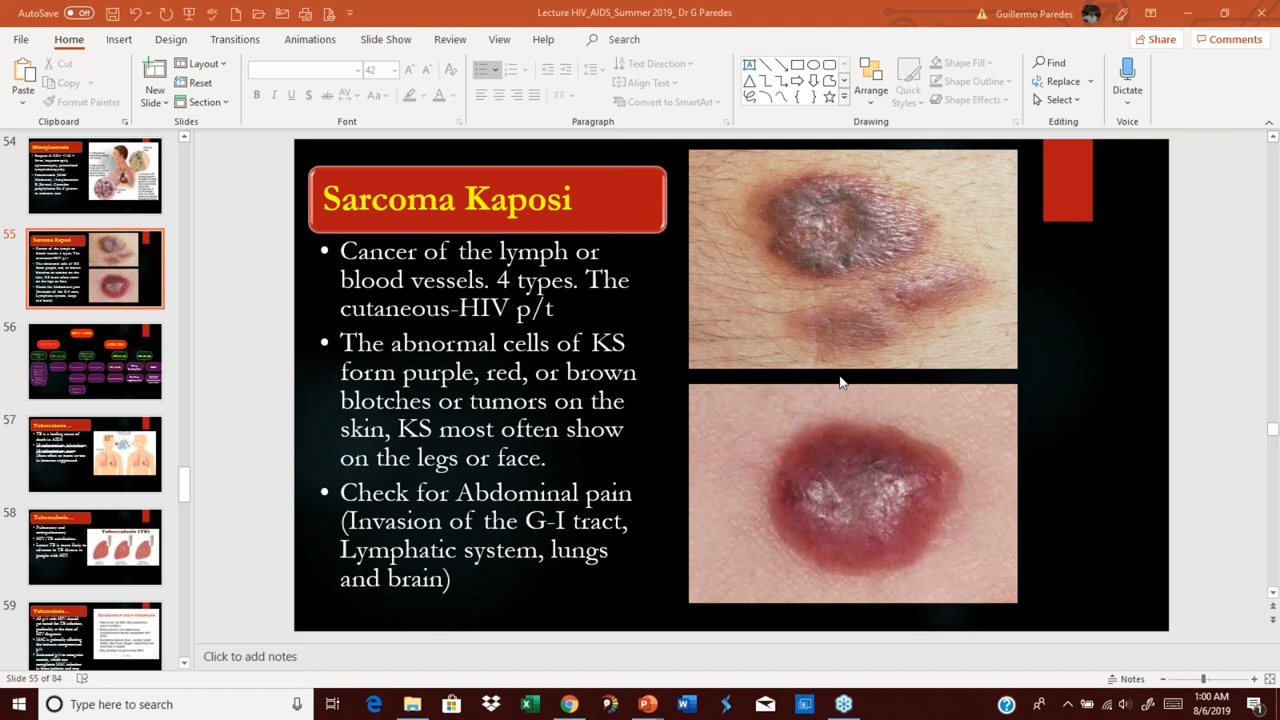 AutoSave Off
Lecture HIV_AIDS_Summer 2019_ Dr G Paredes
Guillermo Paredes
File Home Insert Design Transitions Animations Slide Show Review View Help Search
Share Comments
Paste
Cut
Copy
Format Painter
Clipboard
New
Slide
Layout
Reset
Section
Slides
42
Font
Text Direction
Align Text
Convert to SmartArt
Paragraph
Arrange
Quick
Styles
Shape Fill
Shape Outline
Shape Effects
Drawing
Find
Replace
Select
Editing
Dictate
Voice
54
55
Sarcoma Kaposi
56
57
Tuberculosis...
58
Tuberculosis...
Tuberculosis (TB)
59
Tuberculosis...
Sarcoma Kaposi
• Cancer of the lymph or
blood vessels. 4 types. The
cutaneous-HIV p/t
• The abnormal cells of KS
form purple, red, or brown
blotches or tumors on the
skin, KS most often show
on the legs or face.
• Check for Abdominal pain
(Invasion of the G-I tract,
Lymphatic system, lungs
and brain)
Click to add notes
Slide 55 of 84
Notes
Type here to search
1:00 AM
8/6/2019